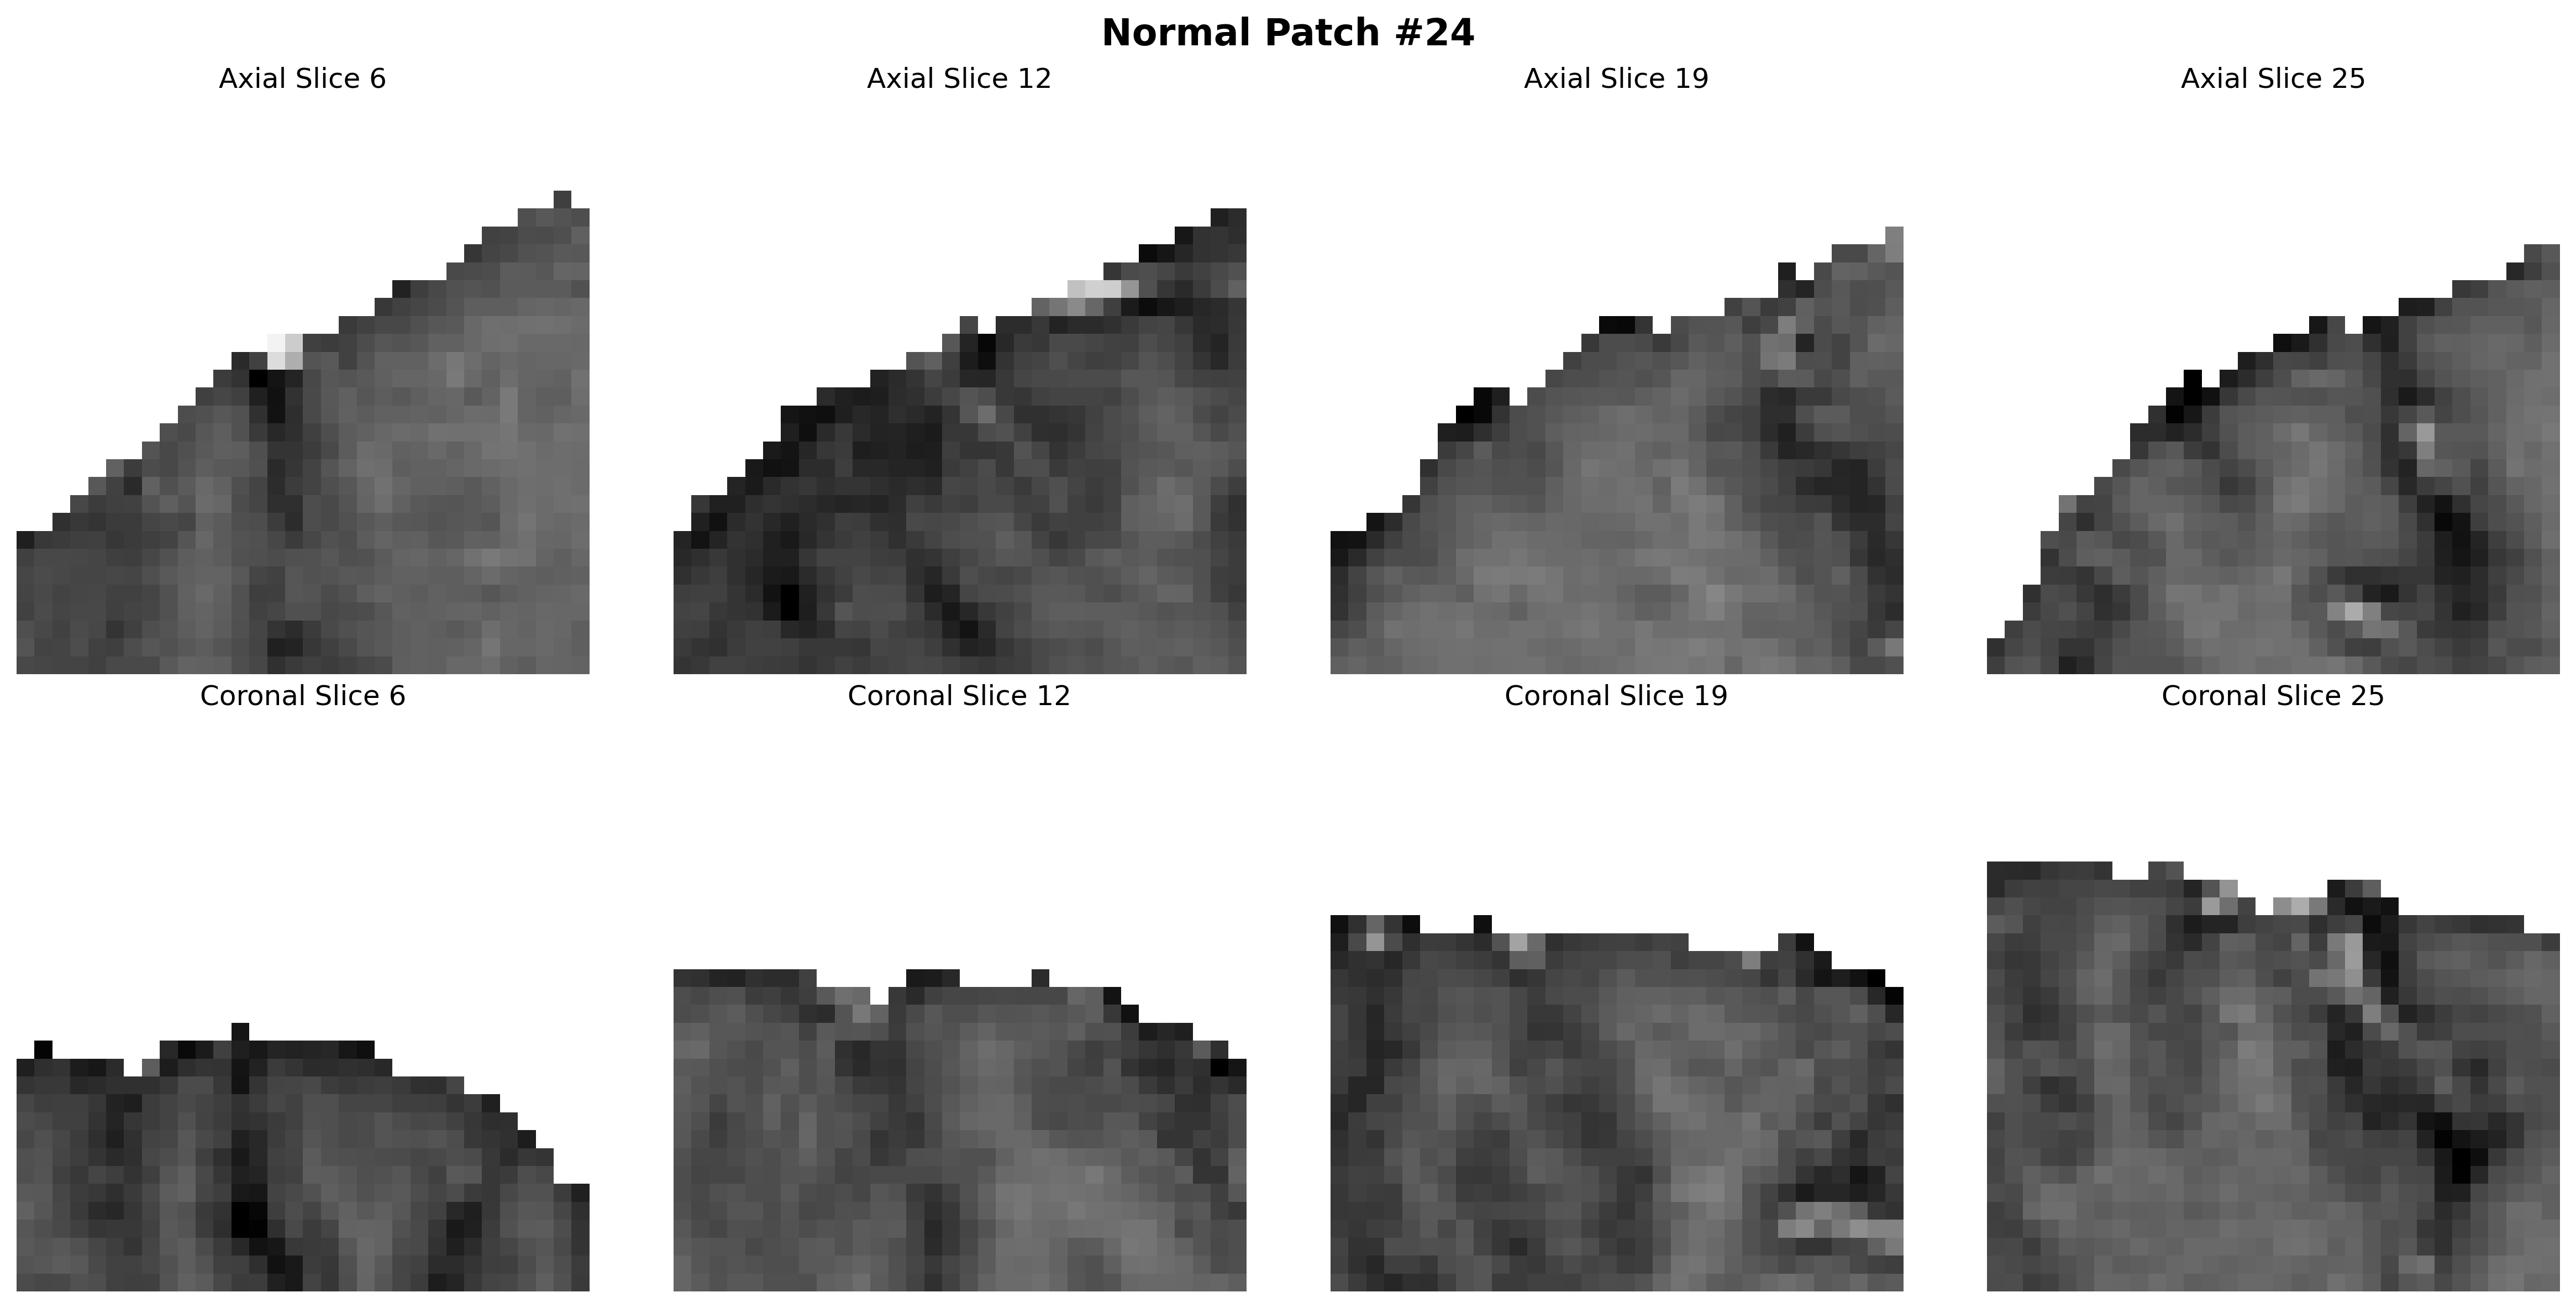 Normal Patch #24
Axial Slice 6
Axial Slice 12
Axial Slice 19
Axial Slice 25
Coronal Slice 6
Coronal Slice 12
Coronal Slice 19
Coronal Slice 25